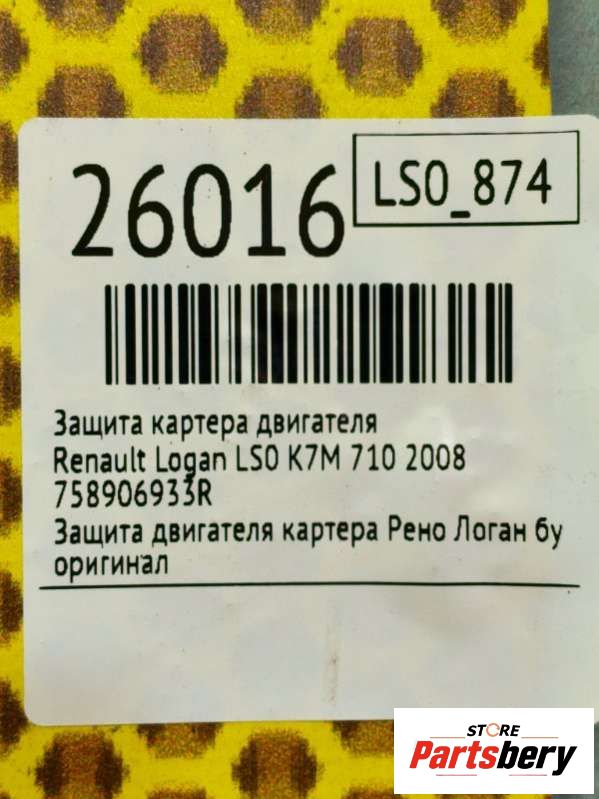 26016
LS0_874
Защита картера двигателя
Renault Logan LS0 K7M 710 2008
758906933R
Защита двигателя картера Рено Логан бу
оригинал
STORE
Partsbery